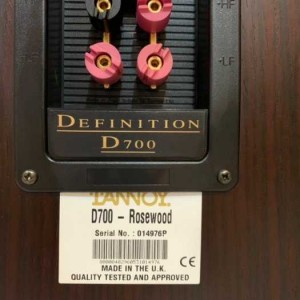 -HF
-LF
DEFINITION
D700
TANNOY
D700 - Rosewood
Serial No. : 014976P
MADE IN THE U.K.
QUALITY TESTED AND APPROVED
CE